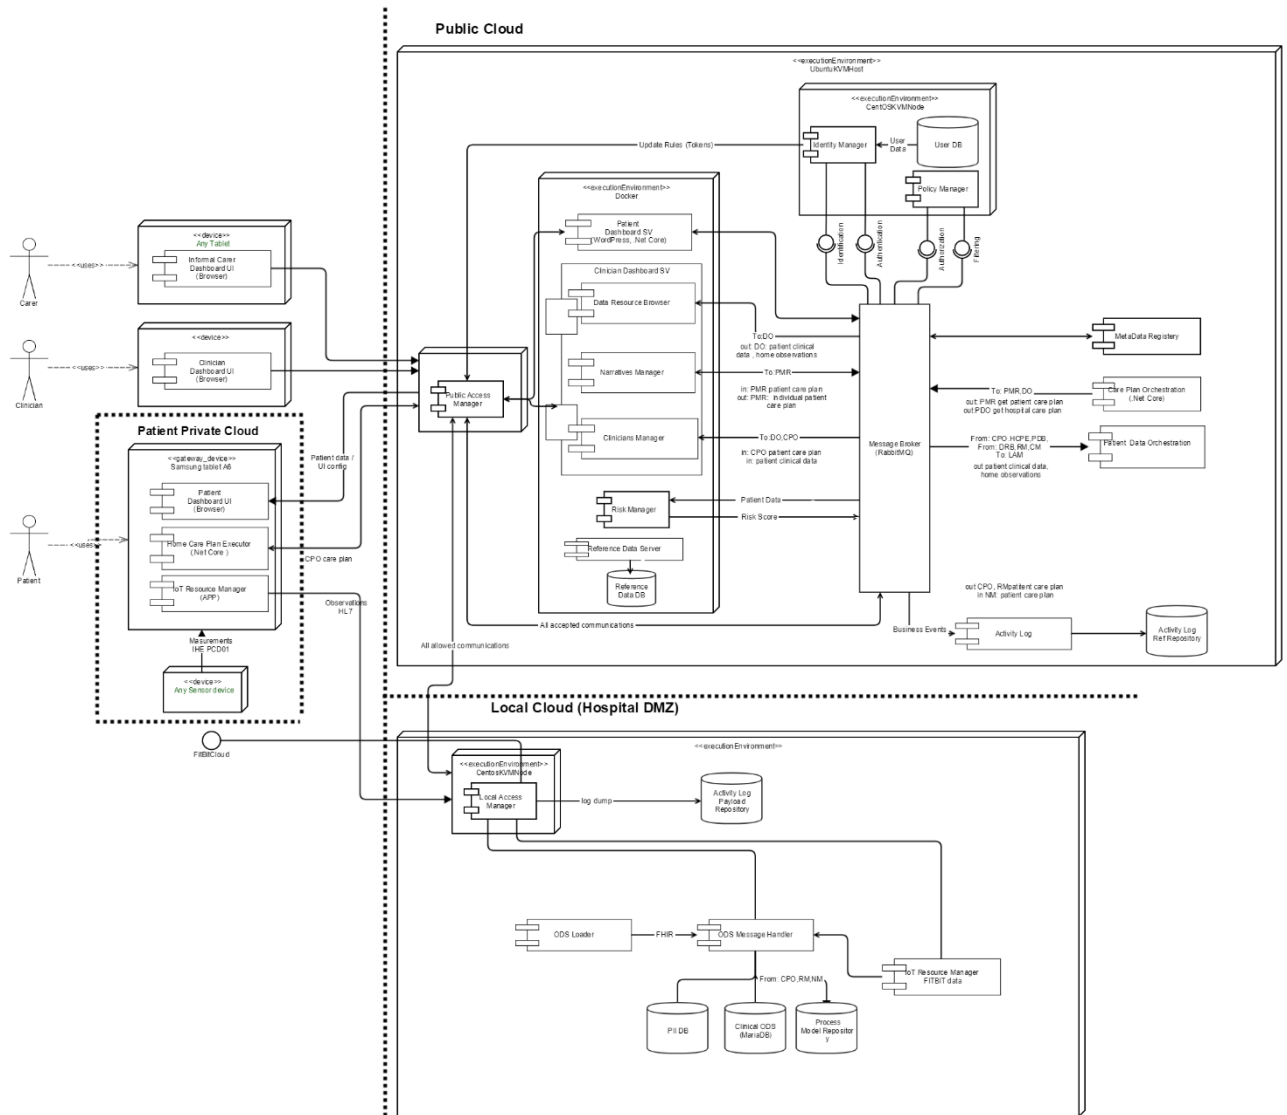 Public Cloud
<<executionEnvironment>>
UbuntuKVMHost
<<executionEnvironment>>
CentOSKVMNode
Identity Manager
User
Data
User DB
Policy Manager
Update Rules (Tokens)
Identification
Authentication
Authorization
Filtering
<<executionEnvironment>>
Docker
Patient
Dashboard SV
(WordPress, .Net Core)
Clinician Dashboard SV
Data Resource Browser
Narratives Manager
Clinicians Manager
Risk Manager
Reference Data Server
Reference
Data DB
To:DO
out: DO: patient clinical
data , home observations
To:PMR
in: PMR patient care plan
out: PMR: individual patient
care plan
To:DO,CPO
in: CPO patient care plan
in: patient clinical data
Patient Data
Risk Score
All accepted communications
Message Broker
(RabbitMQ)
MetaData Registery
To: PMR,DO
out: PMR get patient care plan
out:PDO get hospital care plan
Care Plan Orchestration
(.Net Core)
From: CPO, HCPE,PDB,
From: DRB,RM,CM
To: LAM
out patient clinical data,
home observations
Patient Data Orchestration
out CPO, RMpatitent care plan
in NM: patient care plan
Business Events
Activity Log
Activity Log
Ref Repository
<<device>>
Any Tablet
Informal Carer
Dashboard UI
(Browser)
<<uses>>
Carer
<<device>>
Clinician
Dashboard UI
(Browser)
<<uses>>
Clinician
Public Access
Manager
Patient Private Cloud
<<gateway_device>>
Samsung tablet A6
Patient
Dashboard UI
(Browser)
Home Care Plan Executor
(.Net Core )
IoT Resource Manager
(APP)
<<uses>>
Patient
Patient data /
UI config
CPO care plan
Observations
HL7
Masurements
IHE PCD01
<<device>>
Any Sensor device
All allowed communications
Local Cloud (Hospital DMZ)
FitBitCloud
<<executionEnvironment>>
<<executionEnvironment>>
CentosKVMNode
Local Access
Manager
log dump
Activity Log
Payload
Repository
ODS Loader
FHIR
ODS Message Handler
IoT Resource Manager
FITBIT data
From: CPO,RM,NM
PII DB
Clinical ODS
(MariaDB)
Process
Model Repositor
y